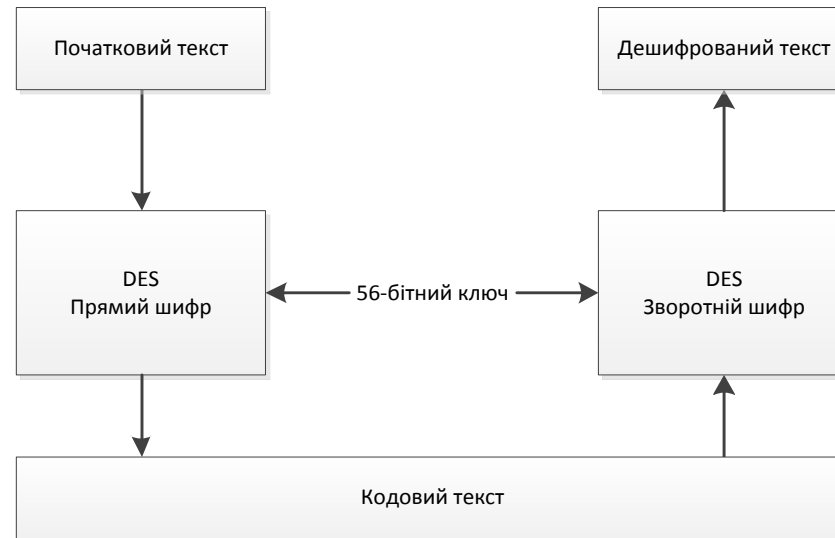 Початковий текст
Дешифрований текст
DES
Прямий шифр
56-бітний ключ
DES
Зворотній шифр
Кодовий текст